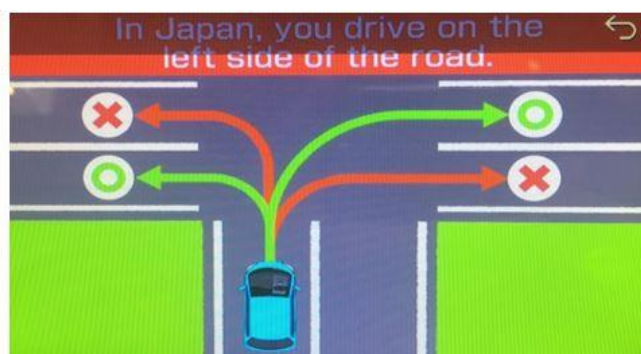 In Japan, you drive on the
left side of the road.